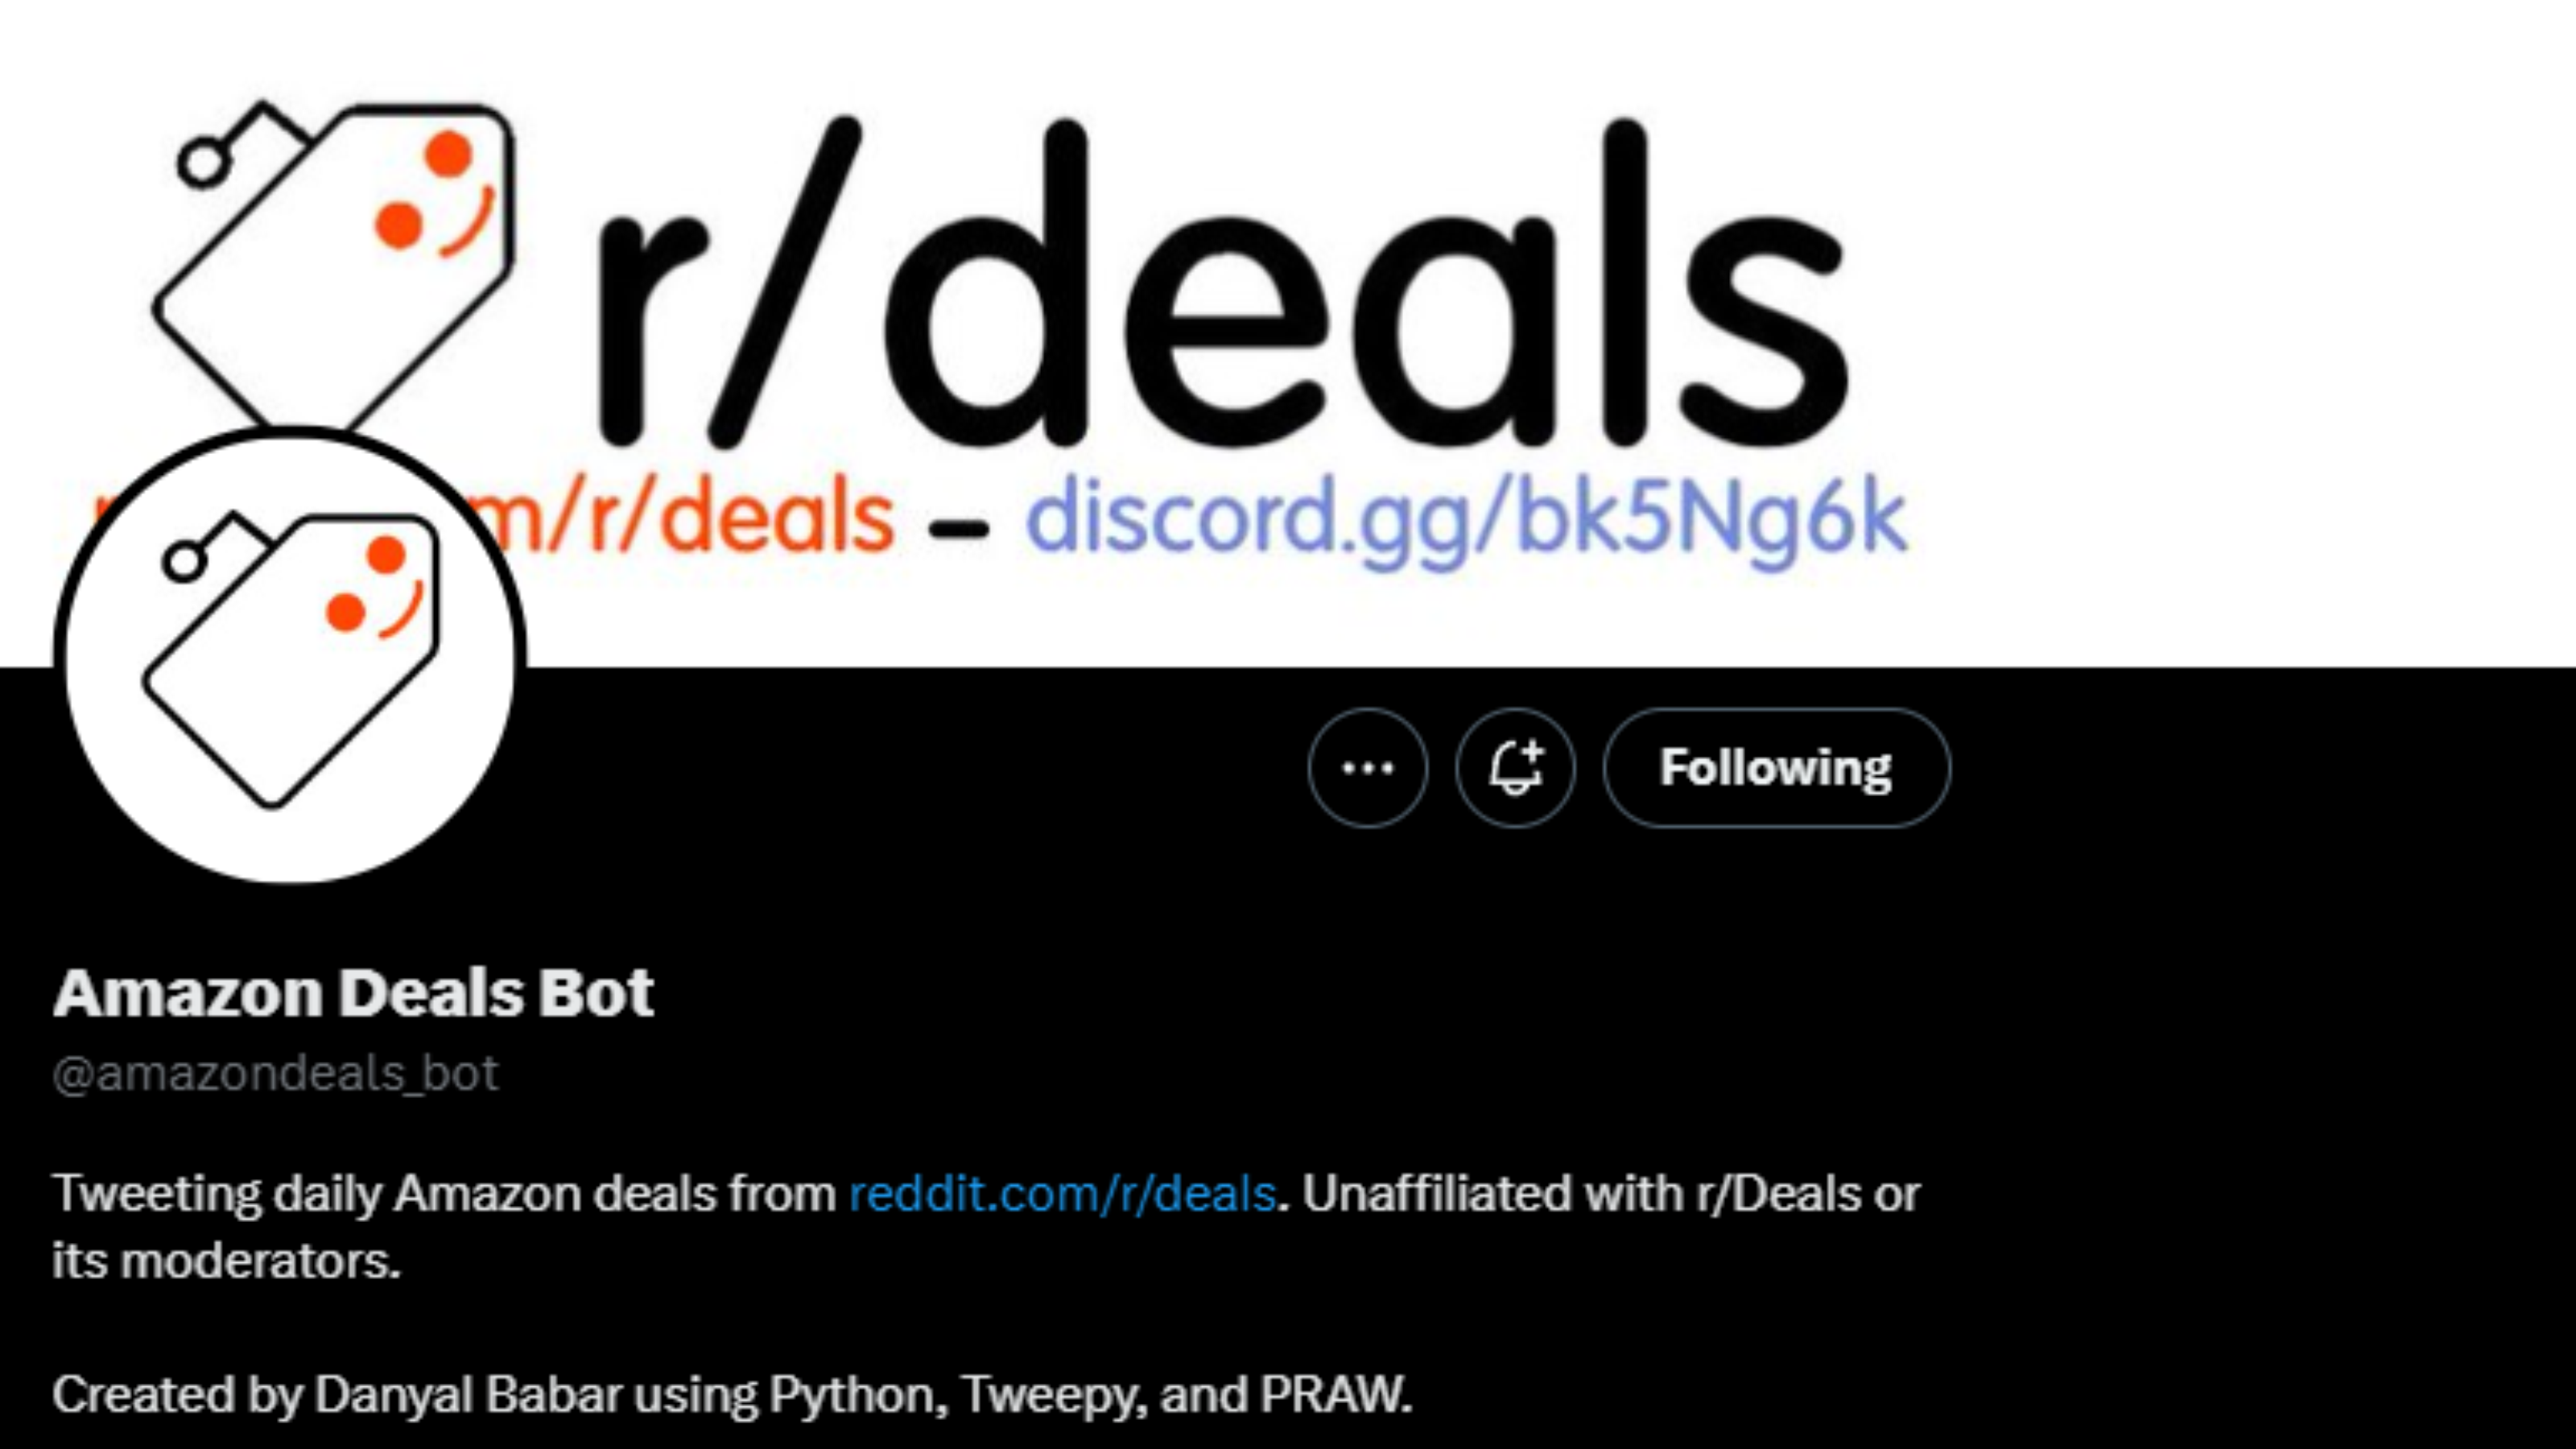 r/deals
m/r/deals – discord.gg/bk5Ng6k
Following
Amazon Deals Bot
@amazondeals_bot
Tweeting daily Amazon deals from reddit.com/r/deals. Unaffiliated with r/Deals or
its moderators.
Created by Danyal Babar using Python, Tweepy, and PRAW.